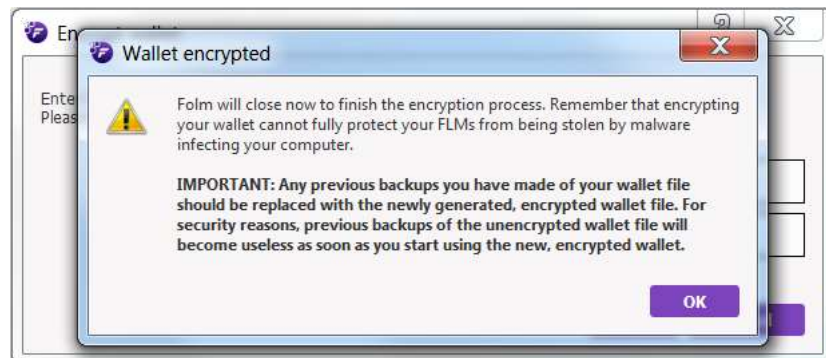 Wallet encrypted
Folm will close now to finish the encryption process. Remember that encrypting
your wallet cannot fully protect your FLMs from being stolen by malware
infecting your computer.
IMPORTANT: Any previous backups you have made of your wallet file
should be replaced with the newly generated, encrypted wallet file. For
security reasons, previous backups of the unencrypted wallet file will
become useless as soon as you start using the new, encrypted wallet.
OK